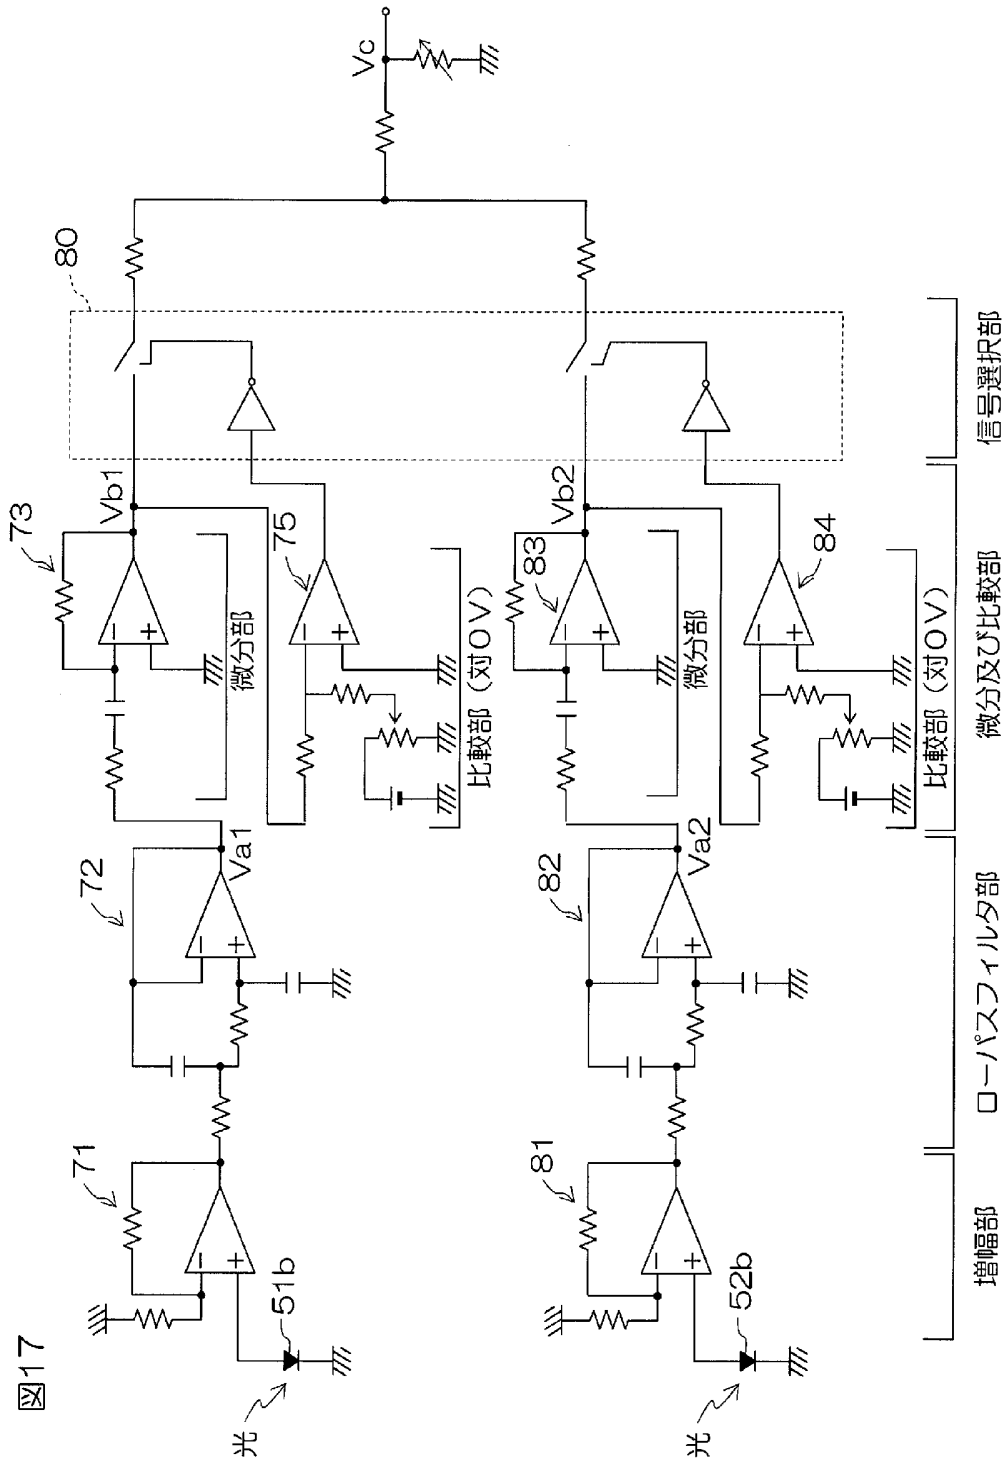 図17
光
51b
71
増幅部
72
Va1
ローパスフィルタ部
73
Vb1
微分部
75
比較部（対0V）
微分及び比較部
80
信号選択部
Vc
光
52b
81
82
Va2
83
Vb2
微分部
84
比較部（対0V）